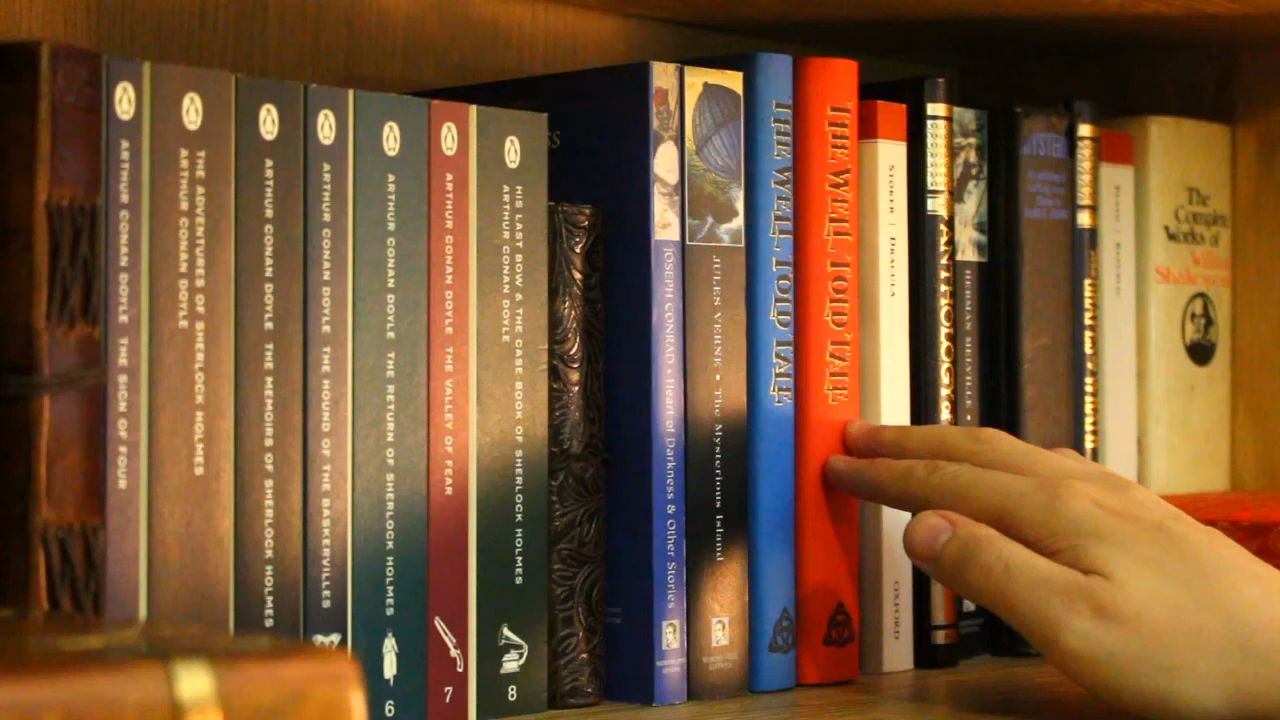 ARTHUR CONAN DOYLE THE SIGN OF FOUR
THE ADVENTURES OF SHERLOCK HOLMES
ARTHUR CONAN DOYLE
ARTHUR CONAN DOYLE THE MEMOIRS OF SHERLOCK HOLMES
ARTHUR CONAN DOYLE THE HOUND OF THE BASKERVILLES
ARTHUR CONAN DOYLE THE RETURN OF SHERLOCK HOLMES
6
ARTHUR CONAN DOYLE THE VALLEY OF FEAR
7
HIS LAST BOW & THE CASE-BOOK OF SHERLOCK HOLMES
ARTHUR CONAN DOYLE
8
JOSEPH CONRAD • Heart of Darkness & Other Stories
JULES VERNE • The Mysterious Island
THE WELL TOLD TALE
THE WELL TOLD TALE
STOKER | DRACULA
OXFORD
ANTHOLOGY
HERMAN MELVILLE •
The
Complete
Works of
William
Shakespeare